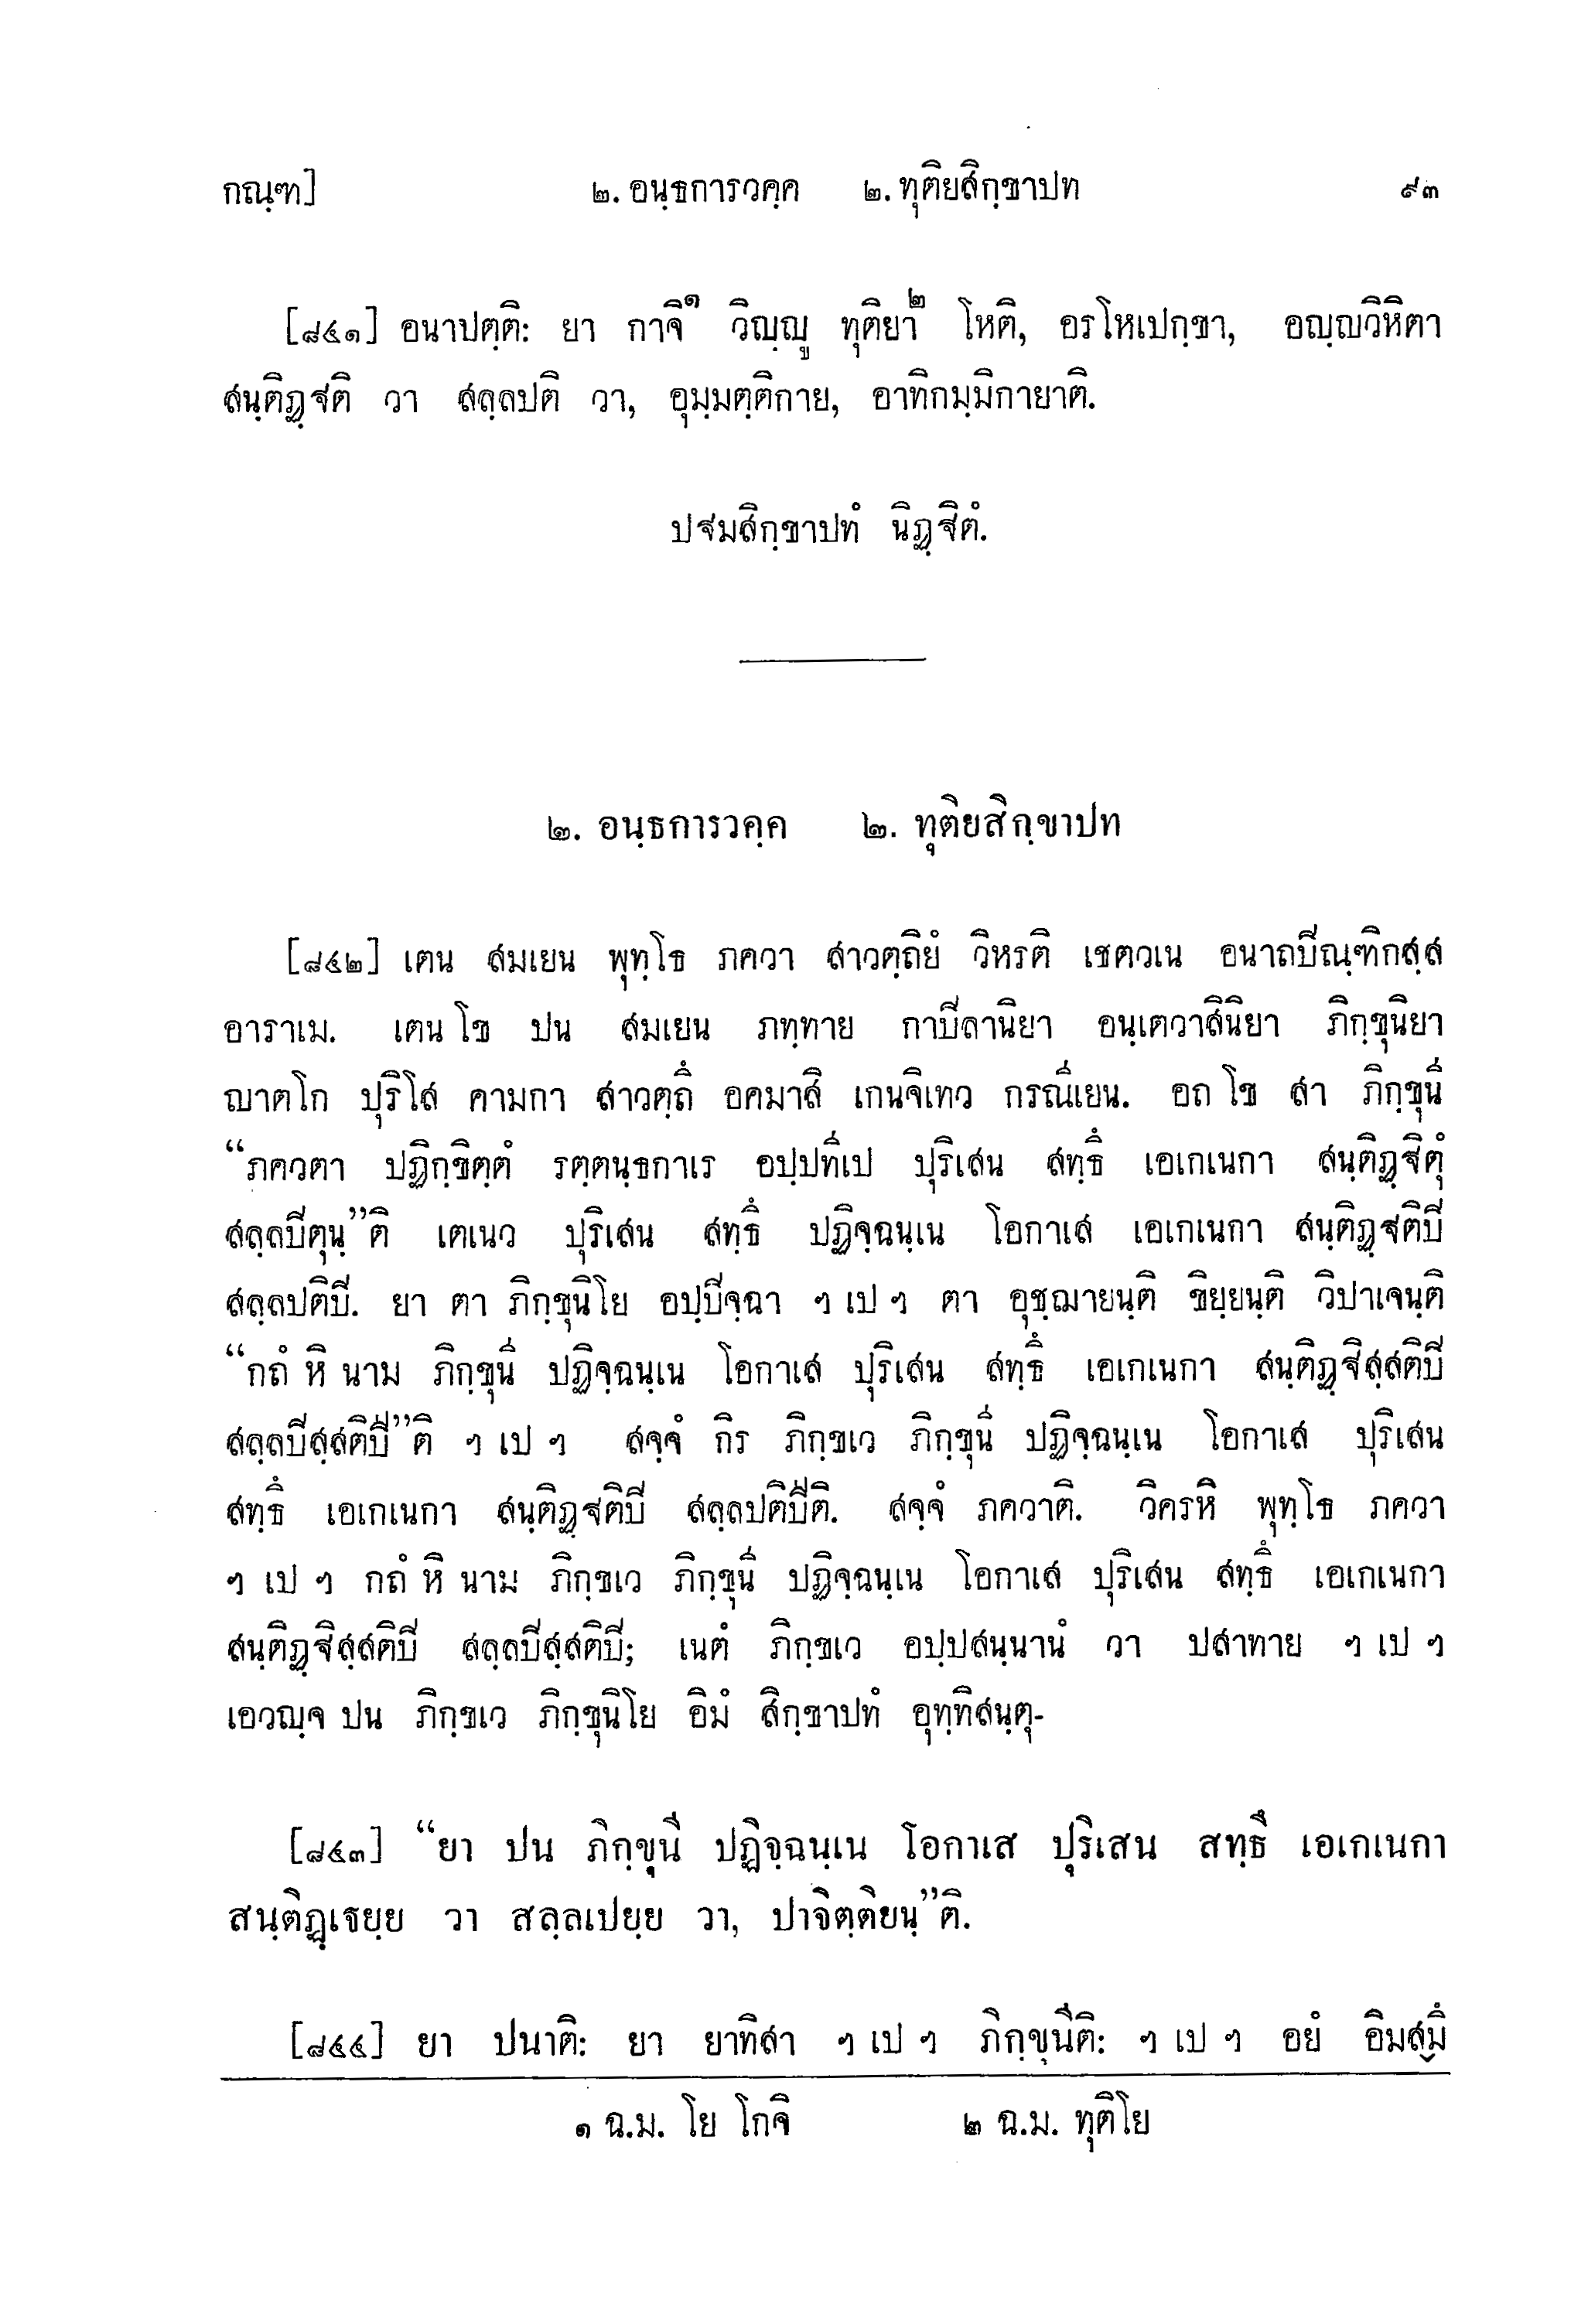 กณฺฑ] ๒. อนฺธการวคฺค ๒. ทุติยสิกฺขาปท ๙๓
[๘๔๑] อนาปตฺติ: ยา กาจิ๑ วิญฺญู ทุติยา๒ โหติ, อรโหเปกฺขา, อญฺญวิหิตา
สนฺติฏฺฐติ วา สลฺลปติ วา, อุมฺมตฺติกาย, อาทิกมฺมิกายาติ.
ปฐมสิกฺขาปทํ นิฏฺฐิตํ.
๒. อนฺธการวคฺค ๒. ทุติยสิกฺขาปท
[๘๔๒] เตน สมเยน พุทฺโธ ภควา สาวตฺถิยํ วิหรติ เชตวเน อนาถปิณฺฑิกสฺส
อาราเม. เตน โข ปน สมเยน ภทฺทาย กาปิลานิยา อนฺเตวาสินิยา ภิกฺขุนิยา
ญาตโก ปุริโส คามกา สาวตฺถึ อคมาสิ เกนจิเทว กรณีเยน. อถ โข สา ภิกฺขุนี
“ภควตา ปฏิกฺขิตฺตํ รตฺตนฺธกาเร อปฺปทีเป ปุริเสน สทฺธึ เอเกเนกา สนฺติฏฺฐิตุํ
สลฺลปิตุนฺ”ติ เตเนว ปุริเสน สทฺธึ ปฏิจฺฉนฺเน โอกาเส เอเกเนกา สนฺติฏฺฐติปิ
สลฺลปติปิ. ยา ตา ภิกฺขุนิโย อปฺปิจฺฉา ฯ เป ฯ ตา อุชฺฌายนฺติ ขิยฺยนฺติ วิปาเจนฺติ
“กถํ หิ นาม ภิกฺขุนี ปฏิจฺฉนฺเน โอกาเส ปุริเสน สทฺธึ เอเกเนกา สนฺติฏฺฐิสฺสติปิ
สลฺลปิสฺสติปี”ติ ฯ เป ฯ สจฺจํ กิร ภิกฺขเว ภิกฺขุนี ปฏิจฺฉนฺเน โอกาเส ปุริเสน
สทฺธึ เอเกเนกา สนฺติฏฺฐติปิ สลฺลปติปีติ. สจฺจํ ภควาติ. วิครหิ พุทฺโธ ภควา
ฯ เป ฯ กถํ หิ นาม ภิกฺขเว ภิกฺขุนี ปฏิจฺฉนฺเน โอกาเส ปุริเสน สทฺธึ เอเกเนกา
สนฺติฏฺฐิสฺสติปิ สลฺลปิสฺสติปิ; เนตํ ภิกฺขเว อปฺปสนฺนานํ วา ปสาทาย ฯ เป ฯ
เอวญฺจ ปน ภิกฺขเว ภิกฺขุนิโย อิมํ สิกฺขาปทํ อุทฺทิสนฺตุ-
[๘๔๓] “ยา ปน ภิกฺขุนี ปฏิจฺฉนฺเน โอกาเส ปุริเสน สทฺธึ เอเกเนกา
สนฺติฏฺเฐยฺย วา สลฺลเปยฺย วา, ปาจิตฺติยนฺ”ติ.
[๘๔๔] ยา ปนาติ: ยา ยาทิสา ฯ เป ฯ ภิกฺขุนีติ: ฯ เป ฯ อยํ อิมสฺมึ
๑ ฉ.ม. โย โกจิ ๒ ฉ.ม. ทุติโย